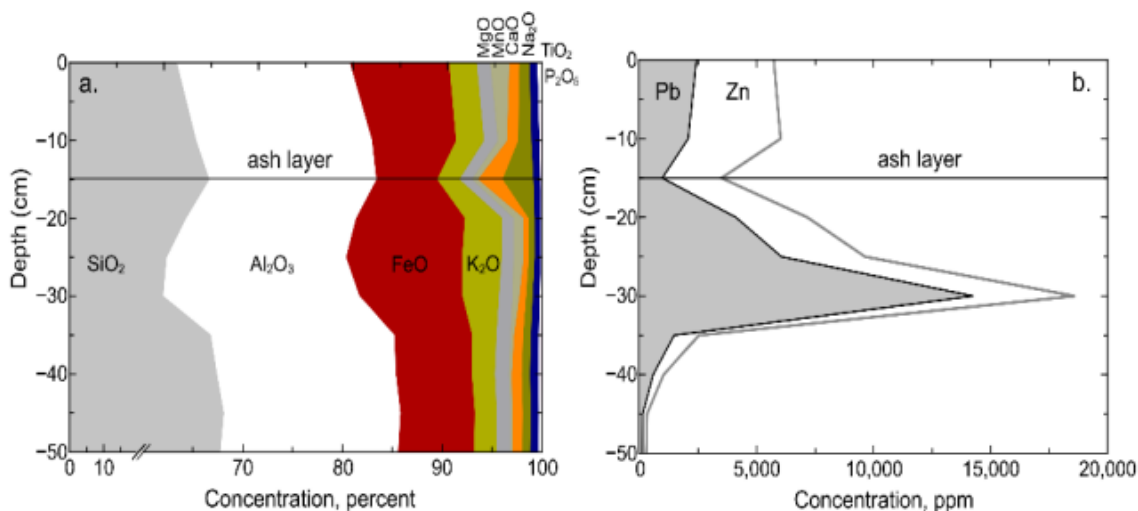 MgO
MnO
CaO
Na₂O
TiO₂
P₂O₅
a.
0
−10
−20
−30
−40
−50
Depth (cm)
ash layer
SiO₂
Al₂O₃
FeO
K₂O
0 10 70 80 90 100
Concentration, percent
b.
0
−10
−20
−30
−40
−50
Depth (cm)
Pb
Zn
ash layer
0 5,000 10,000 15,000 20,000
Concentration, ppm